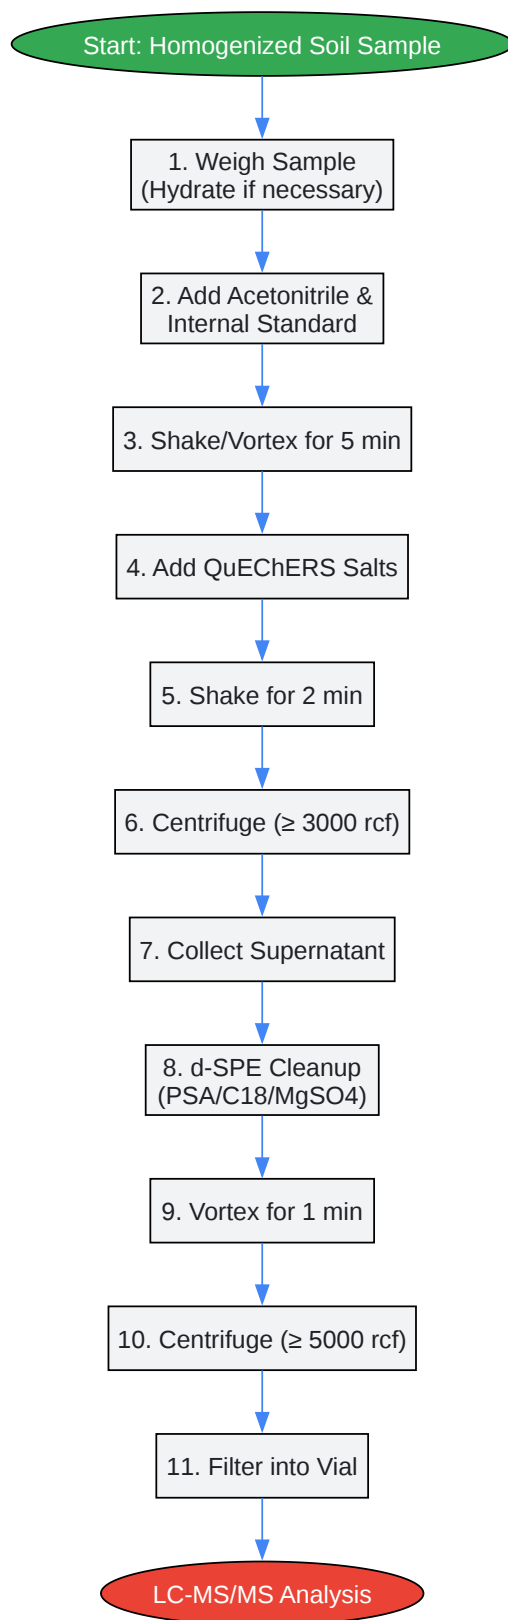 Start: Homogenized Soil Sample
1. Weigh Sample
(Hydrate if necessary)
2. Add Acetonitrile &
Internal Standard
3. Shake/Vortex for 5 min
4. Add QuEChERS Salts
5. Shake for 2 min
6. Centrifuge (≥ 3000 rcf)
7. Collect Supernatant
8. d-SPE Cleanup
(PSA/C18/MgSO4)
9. Vortex for 1 min
10. Centrifuge (≥ 5000 rcf)
11. Filter into Vial
LC-MS/MS Analysis